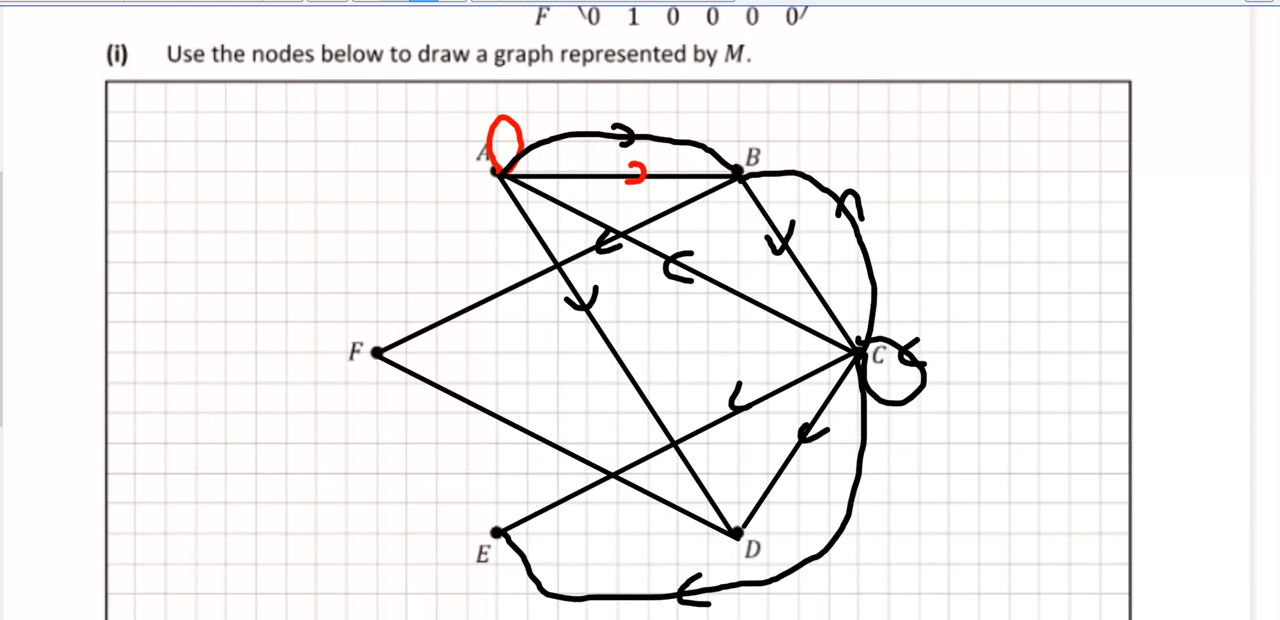 F \0 1 0 0 0 0/
(i) Use the nodes below to draw a graph represented by M.
A
B
F
C
E
D